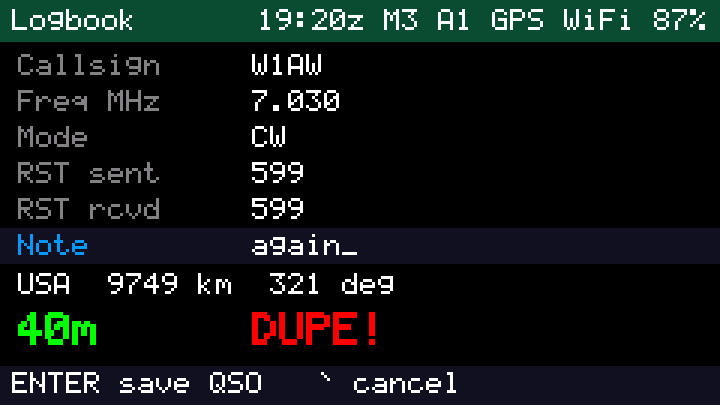 Logbook 19:20z M3 A1 GPS WiFi 87%
Callsign W1AW
Freq MHz 7.030
Mode CW
RST sent 599
RST rcvd 599
Note again_
USA 9749 km 321 deg
40m DUPE!
ENTER save QSO ` cancel